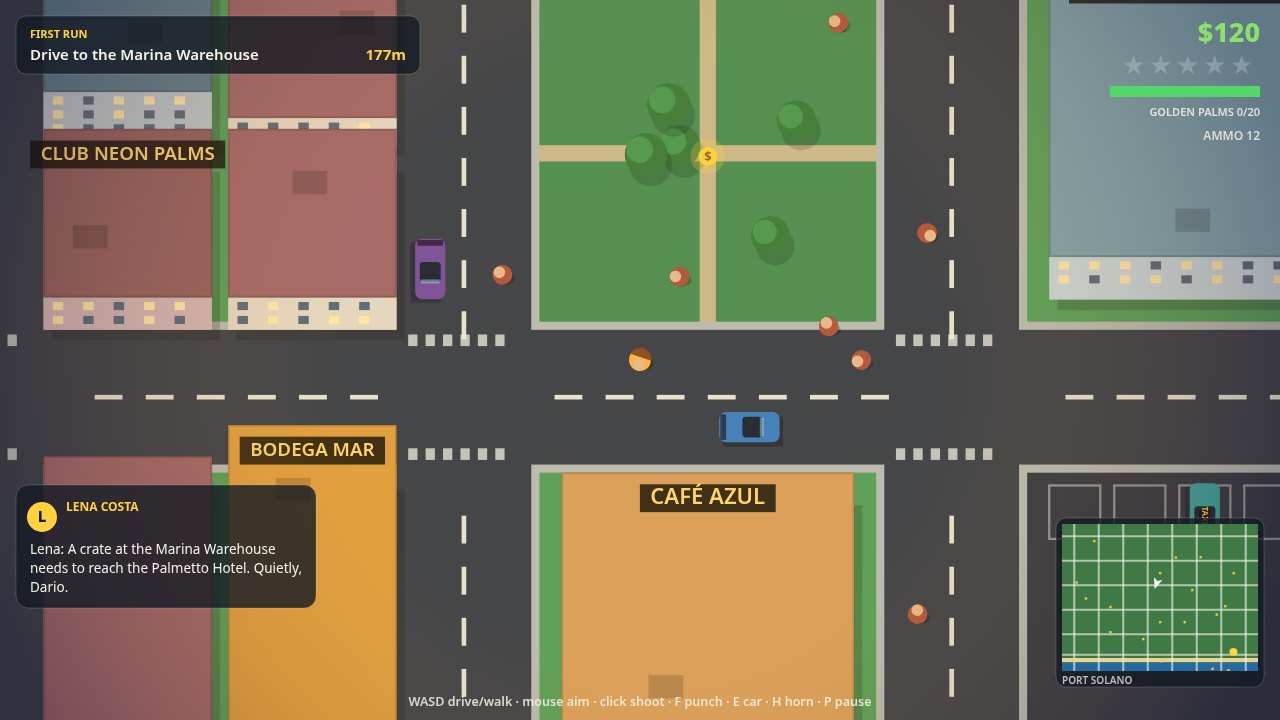 FIRST RUN
Drive to the Marina Warehouse 177m
$120
GOLDEN PALMS 0/20
AMMO 12
CLUB NEON PALMS
$
BODEGA MAR
CAFÉ AZUL
L
LENA COSTA
Lena: A crate at the Marina Warehouse
needs to reach the Palmetto Hotel. Quietly,
Dario.
PORT SOLANO
WASD drive/walk · mouse aim · click shoot · F punch · E car · H horn · P pause